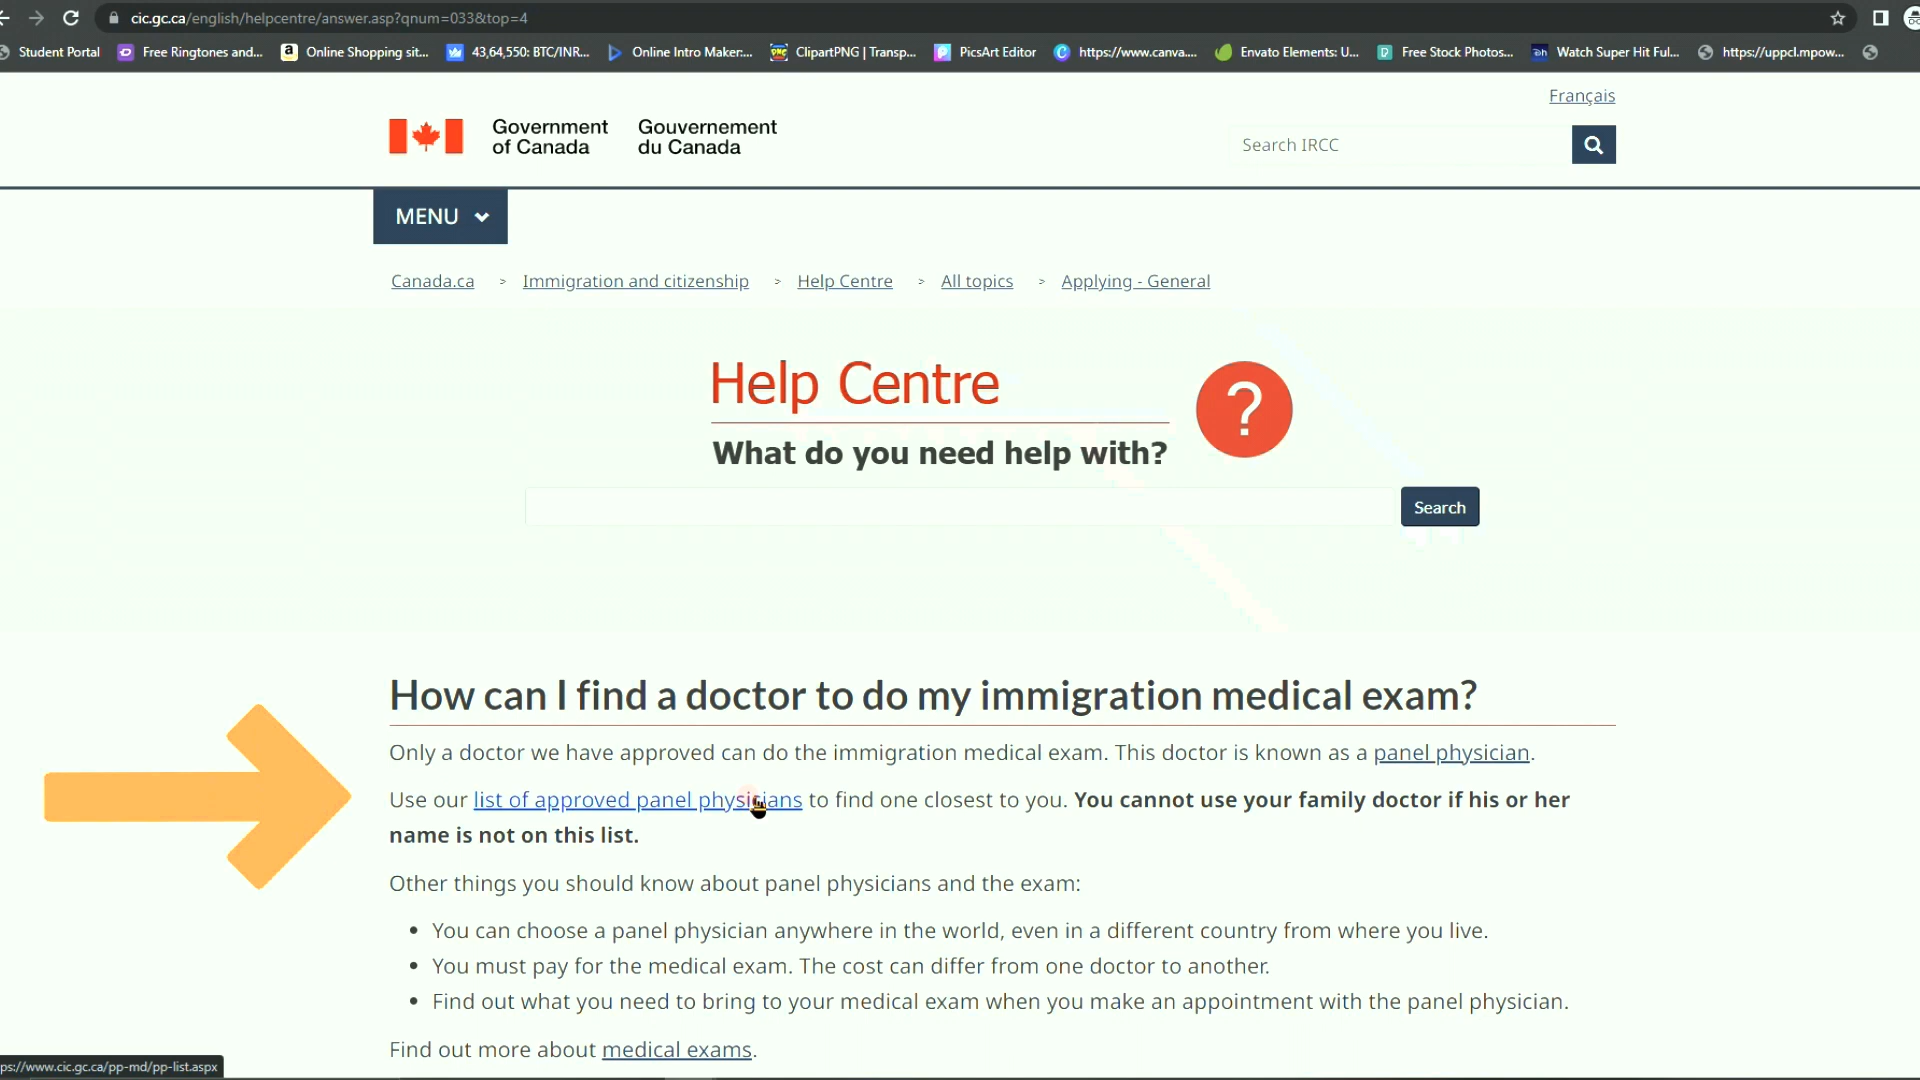 cic.gc.ca/english/helpcentre/answer.asp?qnum=033&top=4
Student Portal Free Ringtones and... Online Shopping sit... 43,64,550: BTC/INR... Online Intro Maker:... ClipartPNG | Transp... PicsArt Editor https://www.canva.... Envato Elements: U... Free Stock Photos... Watch Super Hit Ful... https://uppcl.mpow...
Français
Government of Canada
Gouvernement du Canada
Search IRCC
MENU
Canada.ca > Immigration and citizenship > Help Centre > All topics > Applying - General
Help Centre
?
What do you need help with?
Search
How can I find a doctor to do my immigration medical exam?
Only a doctor we have approved can do the immigration medical exam. This doctor is known as a panel physician.
Use our list of approved panel physicians to find one closest to you. You cannot use your family doctor if his or her
name is not on this list.
Other things you should know about panel physicians and the exam:
• You can choose a panel physician anywhere in the world, even in a different country from where you live.
• You must pay for the medical exam. The cost can differ from one doctor to another.
• Find out what you need to bring to your medical exam when you make an appointment with the panel physician.
Find out more about medical exams.
ps://www.cic.gc.ca/pp-md/pp-list.aspx